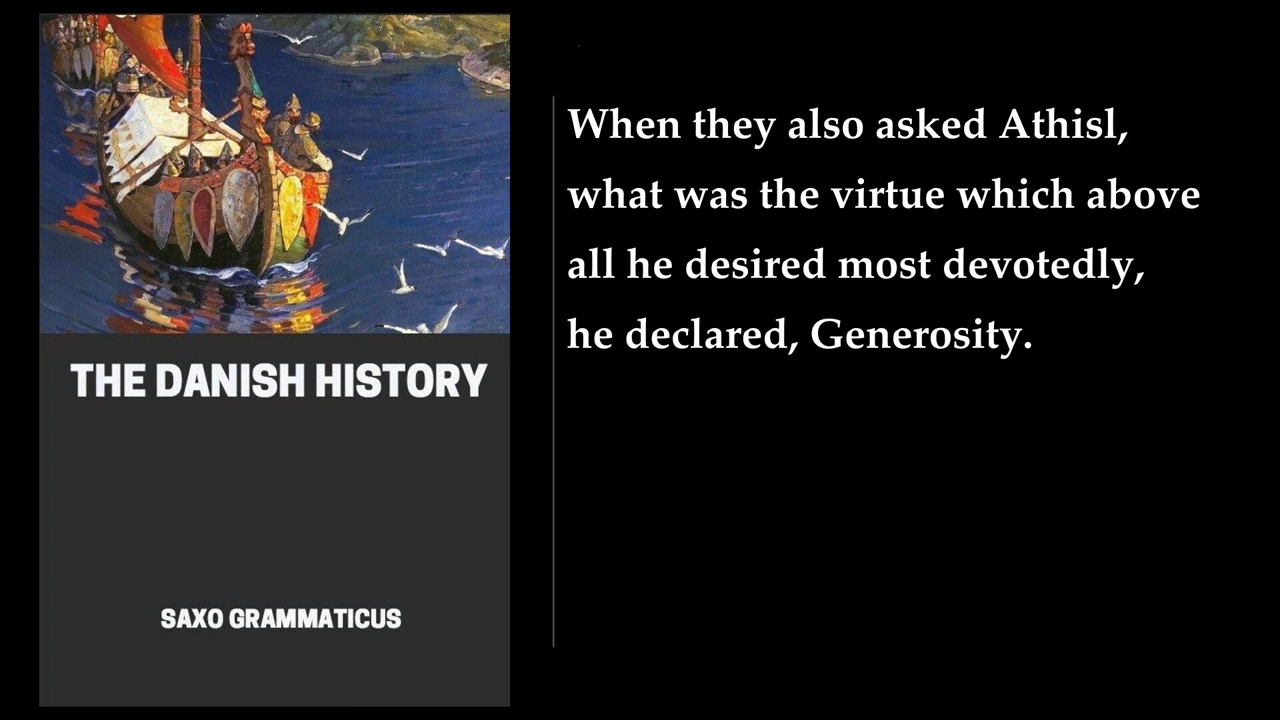 THE DANISH HISTORY
SAXO GRAMMATICUS
When they also asked Athisl,
what was the virtue which above
all he desired most devotedly,
he declared, Generosity.